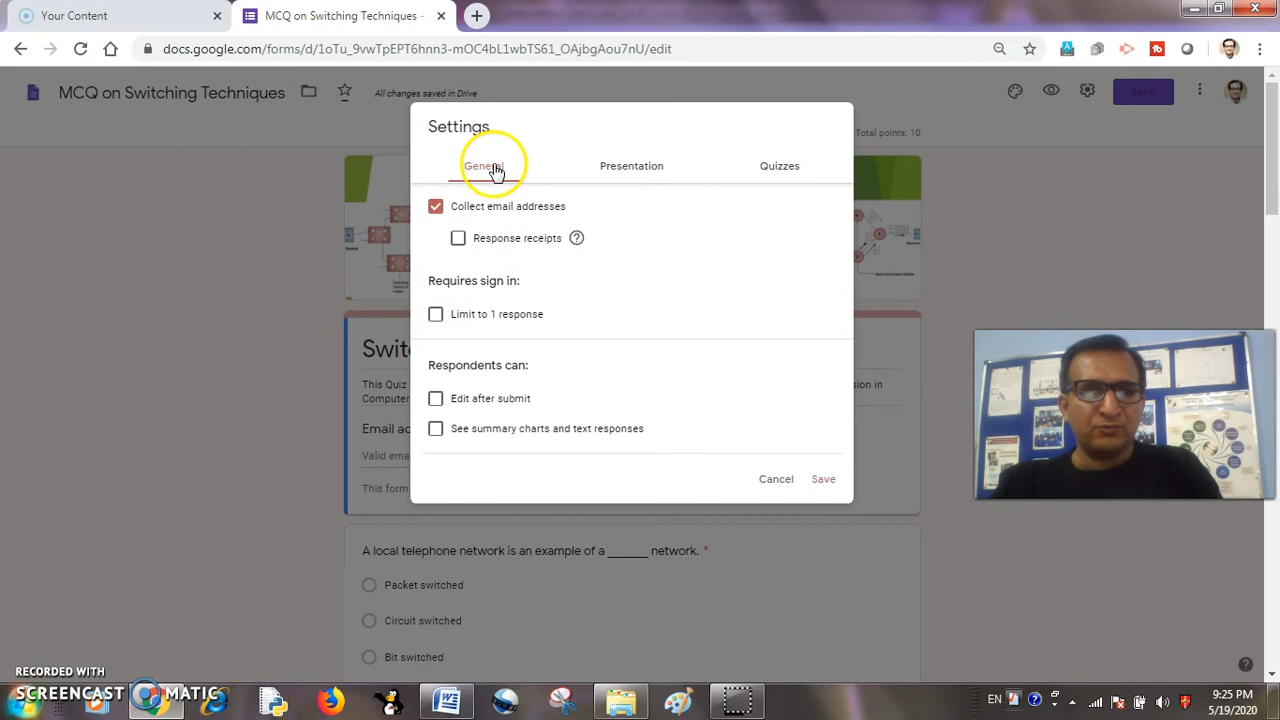 Your Content
MCQ on Switching Techniques -
docs.google.com/forms/d/1oTu_9vwTpEPT6hnn3-mOC4bL1wbTS61_OAjbgAou7nU/edit
MCQ on Switching Techniques
All changes saved in Drive
Send
Total points: 10
Settings
General
Presentation
Quizzes
Collect email addresses
Response receipts
Requires sign in:
Limit to 1 response
Respondents can:
Edit after submit
See summary charts and text responses
Cancel
Save
This Quiz
sion in
Valid ema
This form
A local telephone network is an example of a _______ network. *
Packet switched
Circuit switched
Bit switched
RECORDED WITH
SCREENCAST MATIC
EN
9:25 PM
5/19/2020